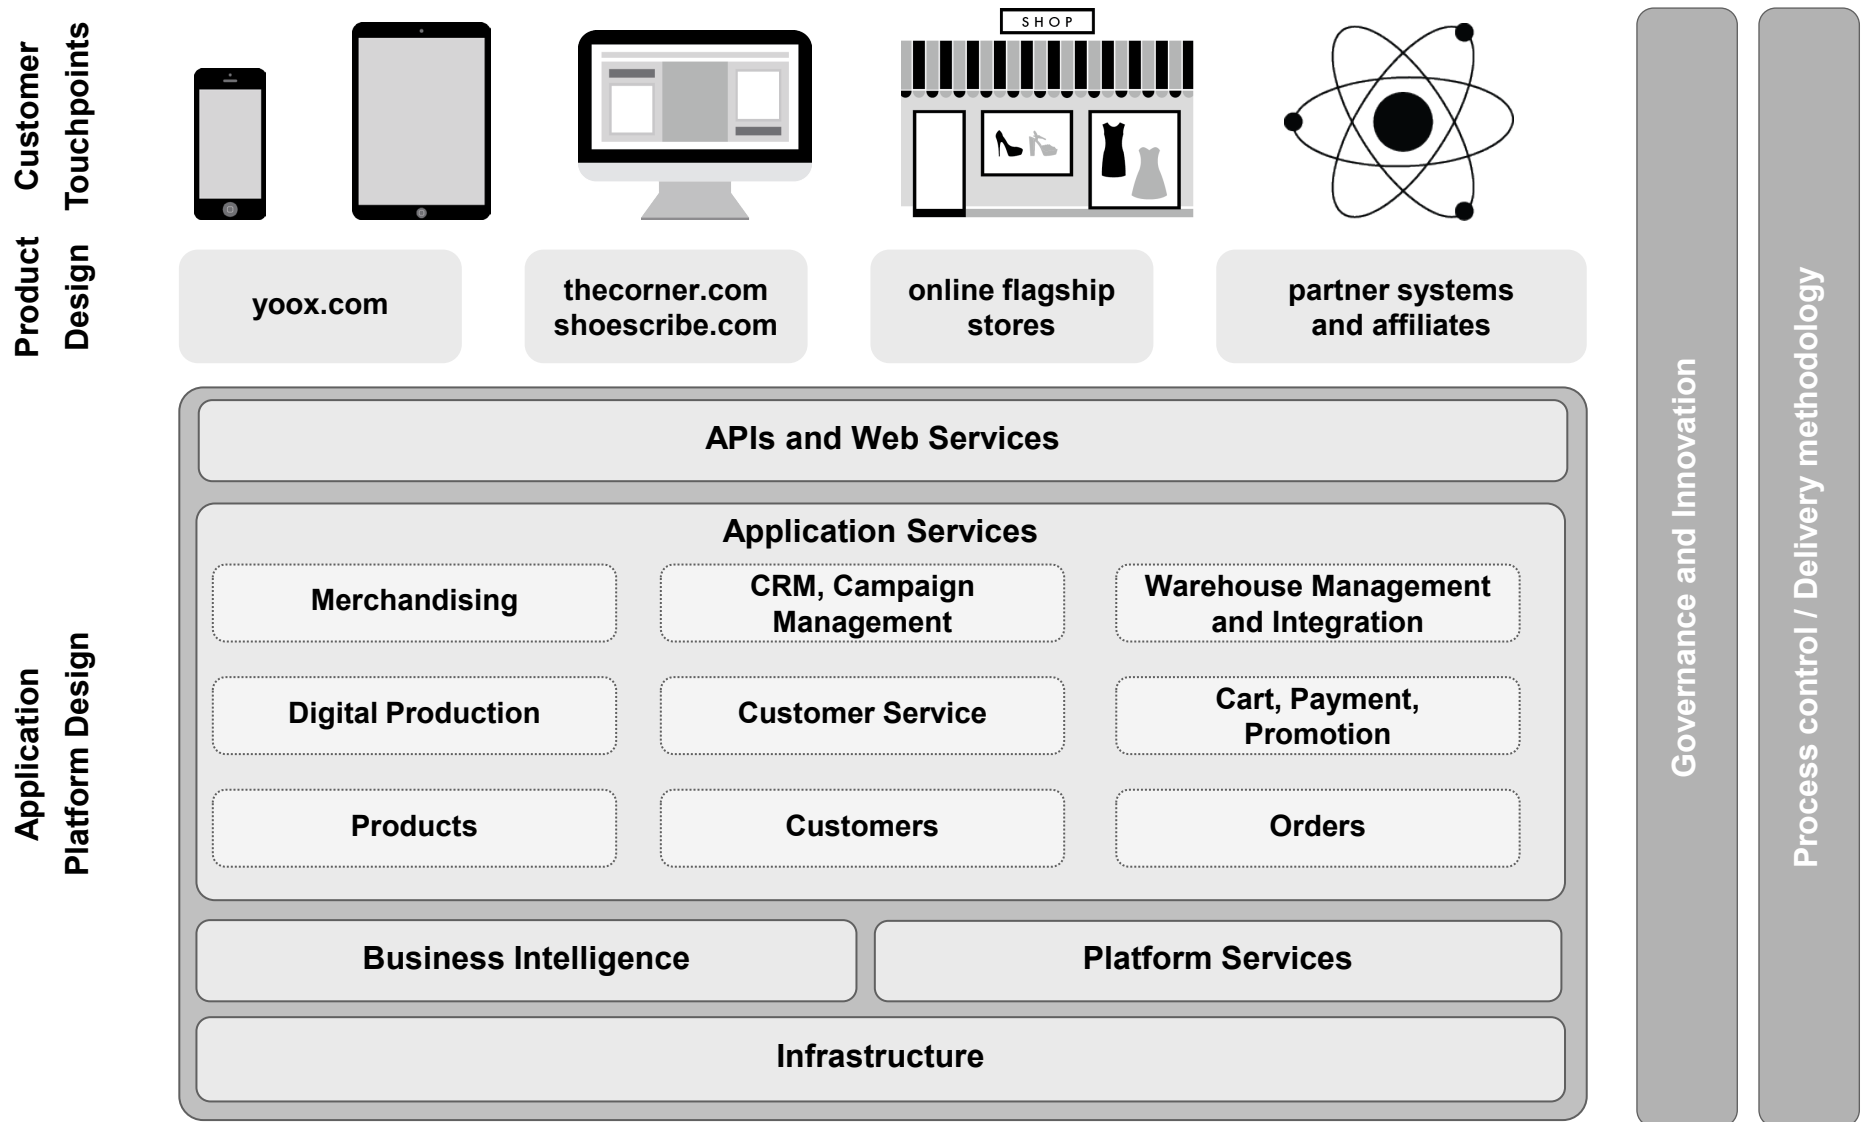 Customer
Touchpoints
SHOP
Product
Design
yoox.com
thecorner.com
shoescribe.com
online flagship
stores
partner systems
and affiliates
Application
Platform Design
APIs and Web Services
Application Services
Merchandising
CRM, Campaign
Management
Warehouse Management
and Integration
Digital Production
Customer Service
Cart, Payment,
Promotion
Products
Customers
Orders
Business Intelligence
Platform Services
Infrastructure
Governance and Innovation
Process control / Delivery methodology